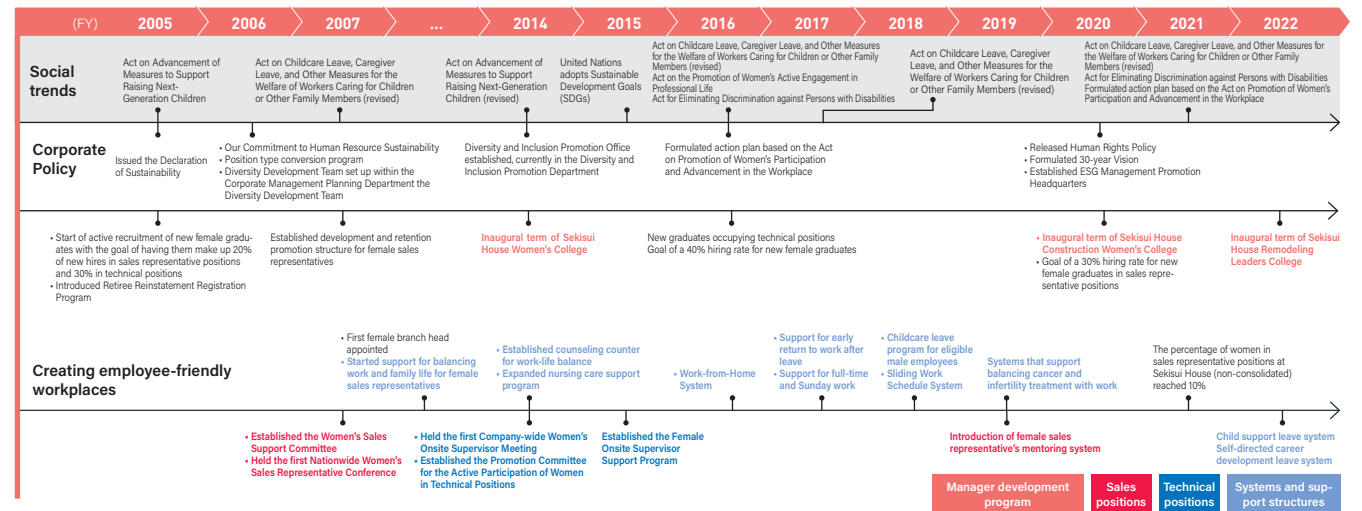 (FY) 2005 2006 2007 ... 2014 2015 2016 2017 2018 2019 2020 2021 2022
Social
trends
Act on Advancement of
Measures to Support
Raising Next-
Generation Children
Act on Childcare Leave, Caregiver
Leave, and Other Measures for the
Welfare of Workers Caring for Children
or Other Family Members (revised)
Act on Advancement of
Measures to Support
Raising Next-Generation
Children (revised)
United Nations
adopts Sustainable
Development Goals
(SDGs)
Act on Childcare Leave, Caregiver Leave, and Other Measures
for the Welfare of Workers Caring for Children or Other Family
Members (revised)
Act on the Promotion of Women's Active Engagement in
Professional Life
Act for Eliminating Discrimination against Persons with Disabilities
Act on Childcare Leave, Caregiver
Leave, and Other Measures for the
Welfare of Workers Caring for Children
or Other Family Members (revised)
Act on Childcare Leave, Caregiver Leave, and Other Measures for
the Welfare of Workers Caring for Children or Other Family
Members (revised)
Act for Eliminating Discrimination against Persons with Disabilities
Formulated action plan based on the Act on Promotion of Women's
Participation and Advancement in the Workplace
Corporate
Policy
Issued the Declaration
of Sustainability
• Our Commitment to Human Resource Sustainability
• Position type conversion program
• Diversity Development Team set up within the
Corporate Management Planning Department the
Diversity Development Team
Diversity and Inclusion Promotion Office
established, currently in the Diversity and
Inclusion Promotion Department
Formulated action plan based on the Act
on Promotion of Women's Participation
and Advancement in the Workplace
• Released Human Rights Policy
• Formulated 30-year Vision
• Established ESG Management Promotion
Headquarters
• Start of active recruitment of new female gradu-
ates with the goal of having them make up 20%
of new hires in sales representative positions
and 30% in technical positions
• Introduced Retiree Reinstatement Registration
Program
Established development and retention
promotion structure for female sales
representatives
Inaugural term of Sekisui
House Women's College
New graduates occupying technical positions
Goal of a 40% hiring rate for new female graduates
• Inaugural term of Sekisui House
Construction Women's College
• Goal of a 30% hiring rate for new
female graduates in sales repre-
sentative positions
Inaugural term of Sekisui
House Remodeling
Leaders College
Creating employee-friendly
workplaces
• First female branch head
appointed
• Started support for balancing
work and family life for female
sales representatives
• Established counseling counter
for work-life balance
• Expanded nursing care support
program
• Work-from-Home
System
• Support for early
return to work after
leave
• Support for full-time
and Sunday work
• Childcare leave
program for eligible
male employees
• Sliding Work
Schedule System
Systems that support
balancing cancer and
infertility treatment with work
The percentage of women in
sales representative positions at
Sekisui House (non-consolidated)
reached 10%
• Established the Women's Sales
Support Committee
• Held the first Nationwide Women's
Sales Representative Conference
• Held the first Company-wide Women's
Onsite Supervisor Meeting
• Established the Promotion Committee
for the Active Participation of Women
in Technical Positions
Established the Female
Onsite Supervisor
Support Program
Introduction of female sales
representative's mentoring system
Child support leave system
Self-directed career
development leave system
Manager development
program
Sales
positions
Technical
positions
Systems and sup-
port structures